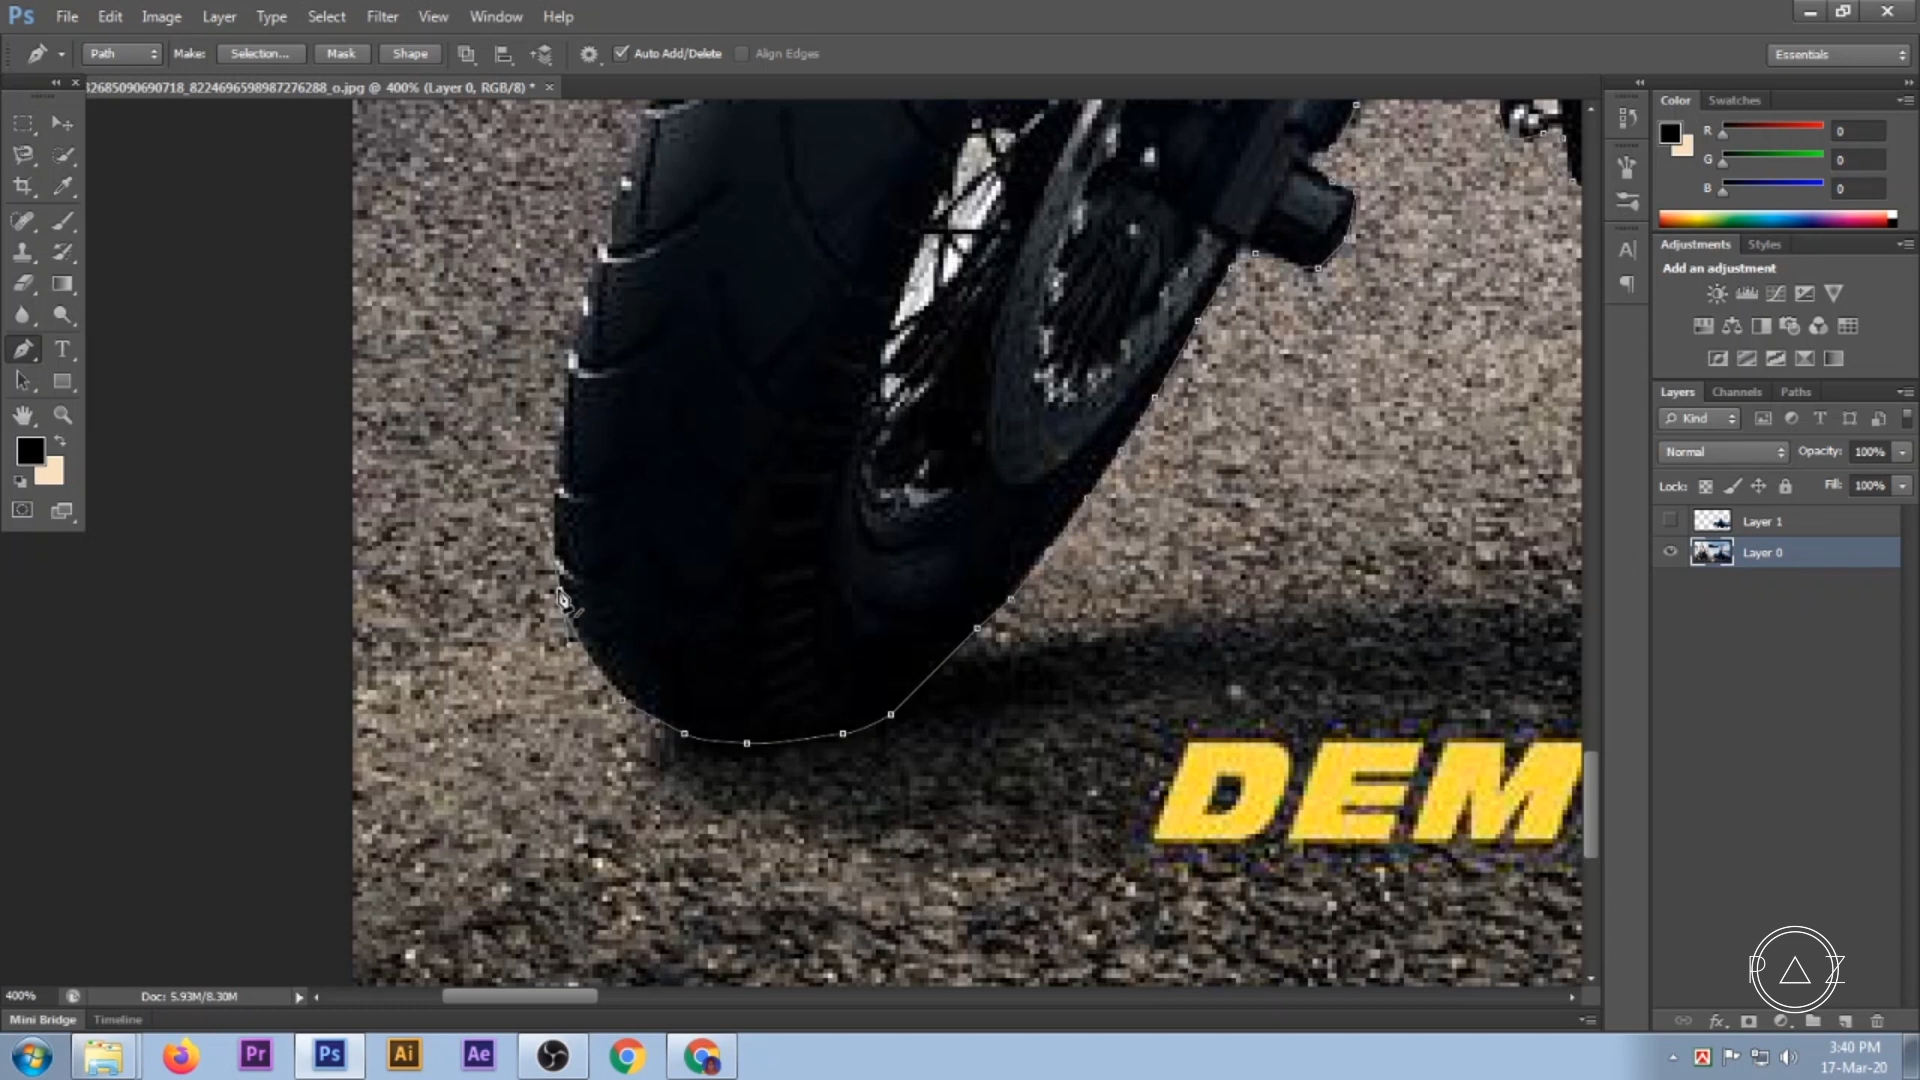 Ps File Edit Image Layer Type Select Filter View Window Help
Path Make: Selection... Mask Shape Auto Add/Delete Align Edges Essentials
32685090690718_8224696598987276288_o.jpg @ 400% (Layer 0, RGB/8) *
Color Swatches
R 0
G 0
B 0
Adjustments Styles
Add an adjustment
Layers Channels Paths
Kind
Normal Opacity: 100%
Lock: Fill: 100%
Layer 1
Layer 0
DEM
P Z
400% Doc: 5.93M/8.30M
fx
Mini Bridge Timeline
Pr Ps Ai Ae
3:40 PM
17-Mar-20